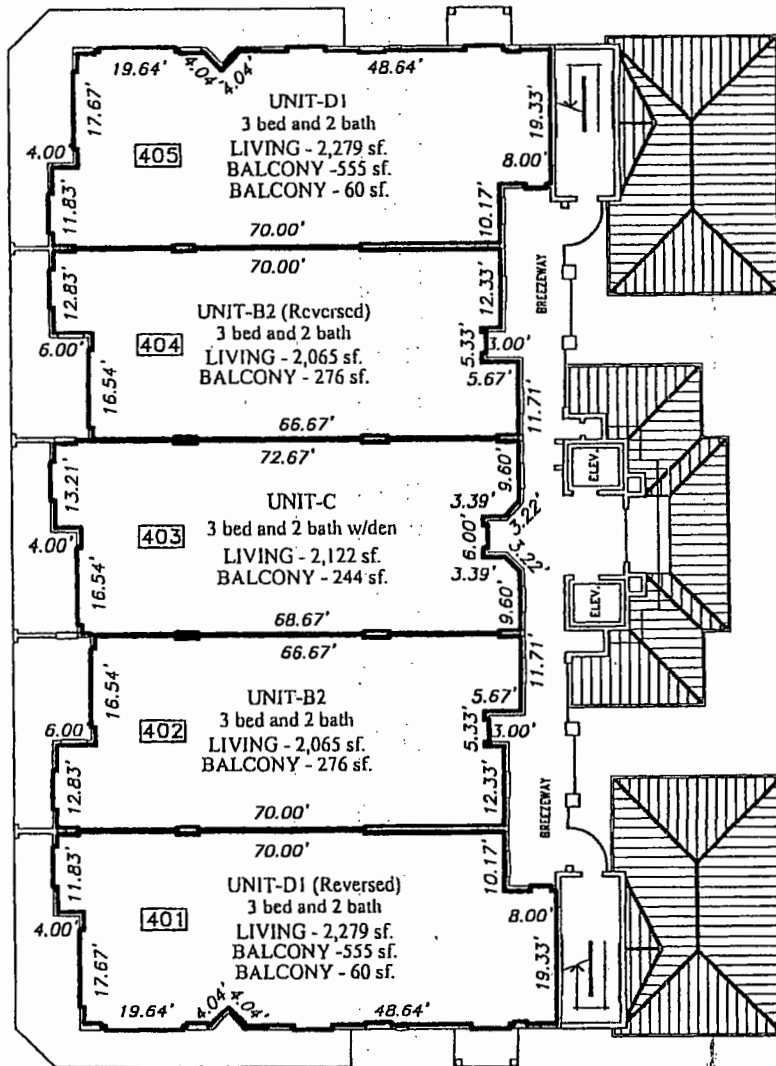 19.64'
4.04'
4.04'
48.64'
17.67'
UNIT-D1
3 bed and 2 bath
LIVING - 2,279 sf.
BALCONY -555 sf.
BALCONY - 60 sf.
405
19.33'
4.00'
8.00'
11.83'
10.17'
70.00'
70.00'
12.83'
12.33'
BREEZEWAY
UNIT-B2 (Reversed)
3 bed and 2 bath
LIVING - 2,065 sf.
BALCONY - 276 sf.
404
6.00'
5.33'
3.00'
5.67'
16.54'
11.71'
66.67'
72.67'
13.21'
9.60'
ELEV.
UNIT-C
3 bed and 2 bath w/den
LIVING - 2,122 sf.
BALCONY - 244 sf.
403
3.39'
3.22'
4.00'
6.00'
3.22'
3.39'
16.54'
9.60'
ELEV.
68.67'
66.67'
11.71'
16.54'
UNIT-B2
3 bed and 2 bath
LIVING - 2,065 sf.
BALCONY - 276 sf.
402
5.67'
6.00'
5.33'
3.00'
12.83'
12.33'
BREEZEWAY
70.00'
70.00'
11.83'
10.17'
UNIT-D1 (Reversed)
3 bed and 2 bath
LIVING - 2,279 sf.
BALCONY -555 sf.
BALCONY - 60 sf.
401
4.00'
8.00'
17.67'
19.33'
19.64'
4.04'
4.04'
48.64'